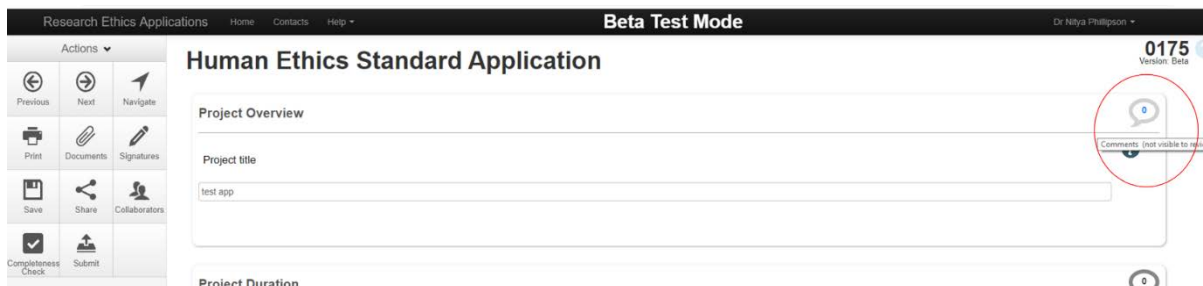 Research Ethics Applications Home Contacts Help Beta Test Mode Dr Nitya Phillipson
Actions
0175
Version: Beta
Human Ethics Standard Application
Previous Next Navigate
Project Overview
0
Comments (not visible to
Print Documents Signatures
Project title
test app
Save Share Collaborators
Completeness Check Submit
Project Duration
0